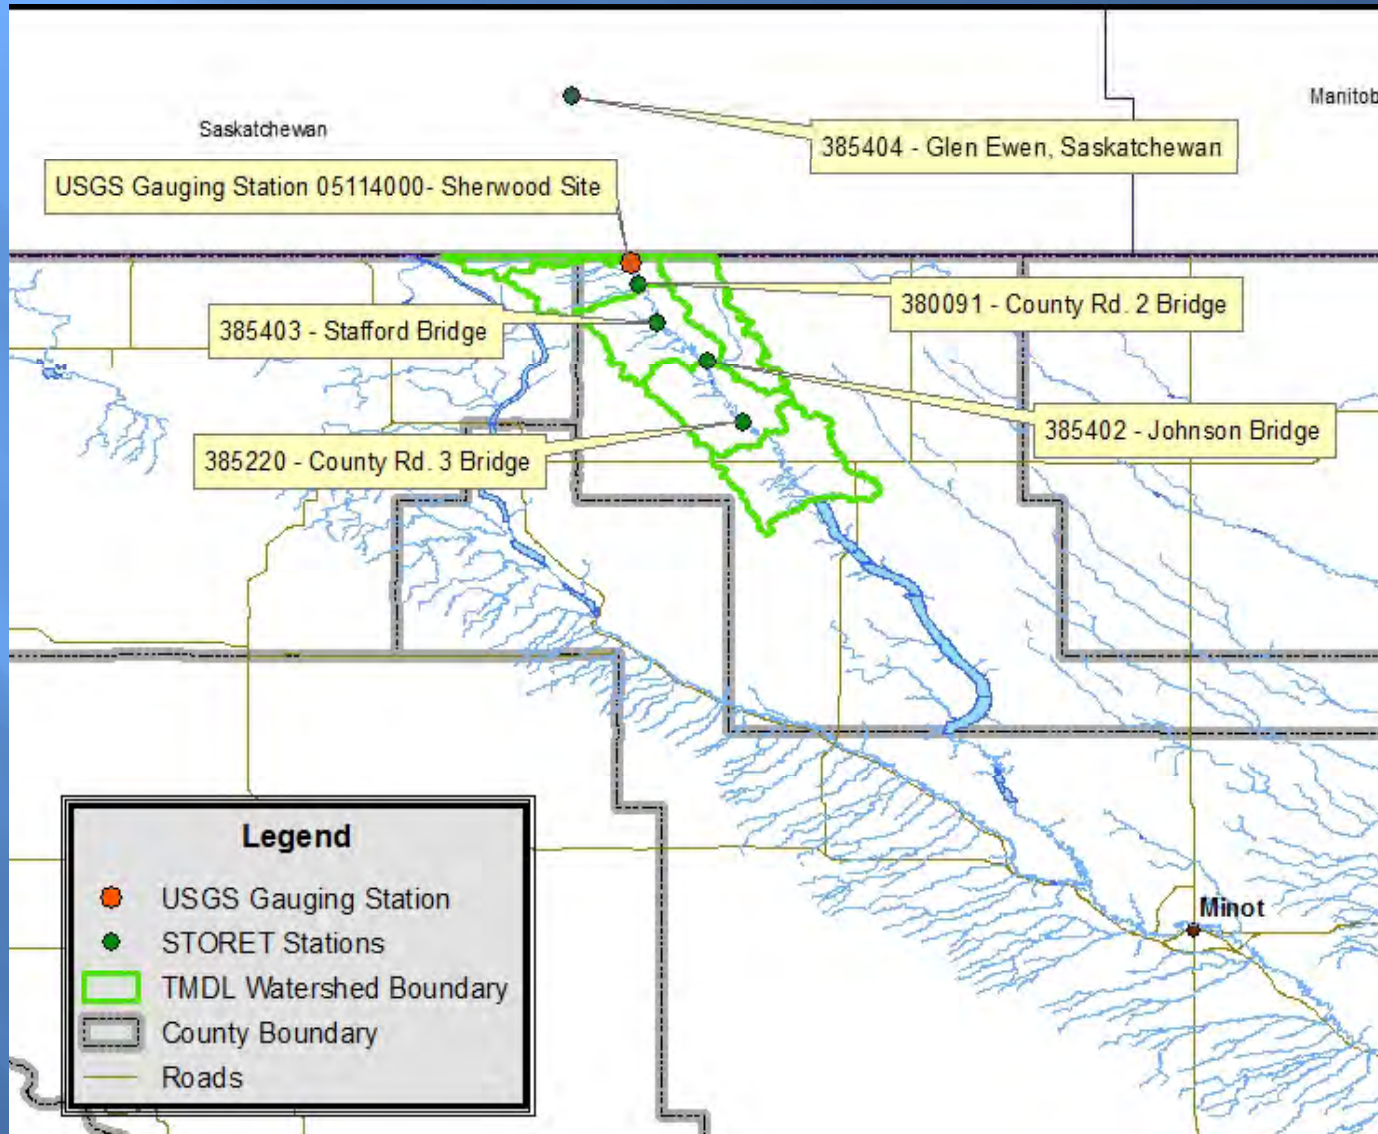 Manitob
Saskatchewan
385404 - Glen Ewen, Saskatchewan
USGS Gauging Station 05114000- Sherwood Site
380091 - County Rd. 2 Bridge
385403 - Stafford Bridge
385402 - Johnson Bridge
385220 - County Rd. 3 Bridge
Minot
Legend
USGS Gauging Station
STORET Stations
TMDL Watershed Boundary
County Boundary
Roads